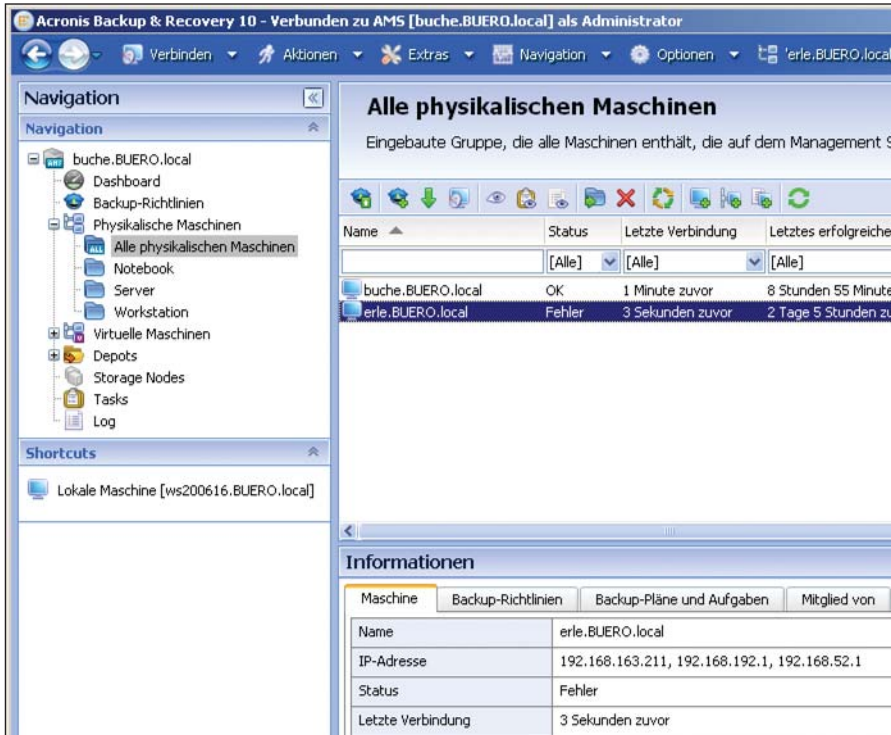 Acronis Backup & Recovery 10 - Verbunden zu AMS [buche.BUERO.local] als Administrator
Verbinden Aktionen Extras Navigation Optionen 'erle.BUERO.local
Navigation
Navigation
buche.BUERO.local
Dashboard
Backup-Richtlinien
Physikalische Maschinen
Alle physikalischen Maschinen
Notebook
Server
Workstation
Virtuelle Maschinen
Depots
Storage Nodes
Tasks
Log
Shortcuts
Lokale Maschine [ws200616.BUERO.local]
Alle physikalischen Maschinen
Eingebaute Gruppe, die alle Maschinen enthält, die auf dem Management S
Name Status Letzte Verbindung Letztes erfolgreiche
[Alle] [Alle] [Alle]
buche.BUERO.local OK 1 Minute zuvor 8 Stunden 55 Minute
erle.BUERO.local Fehler 3 Sekunden zuvor 2 Tage 5 Stunden zu
Informationen
Maschine Backup-Richtlinien Backup-Pläne und Aufgaben Mitglied von
Name erle.BUERO.local
IP-Adresse 192.168.163.211, 192.168.192.1, 192.168.52.1
Status Fehler
Letzte Verbindung 3 Sekunden zuvor